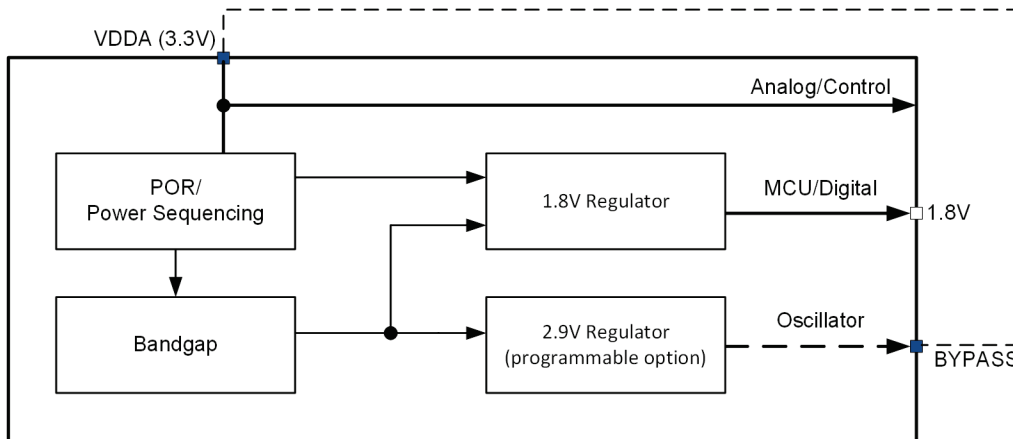 VDDA (3.3V)
Analog/Control
POR/
Power Sequencing
1.8V Regulator
MCU/Digital
1.8V
Bandgap
2.9V Regulator
(programmable option)
Oscillator
BYPASS